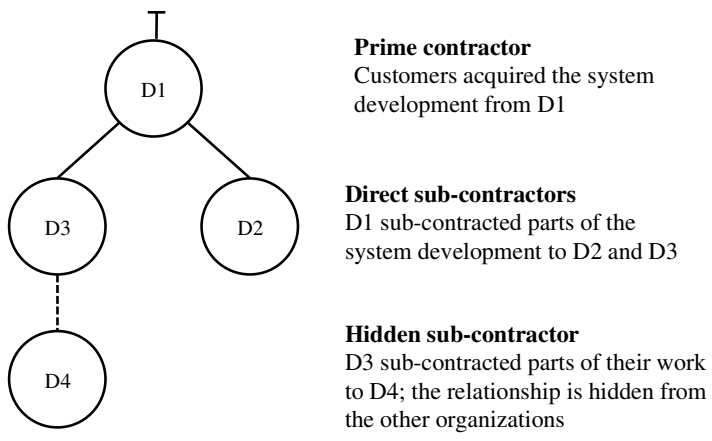 D1
Prime contractor
Customers acquired the system
development from D1
D3
D2
Direct sub-contractors
D1 sub-contracted parts of the
system development to D2 and D3
D4
Hidden sub-contractor
D3 sub-contracted parts of their work
to D4; the relationship is hidden from
the other organizations